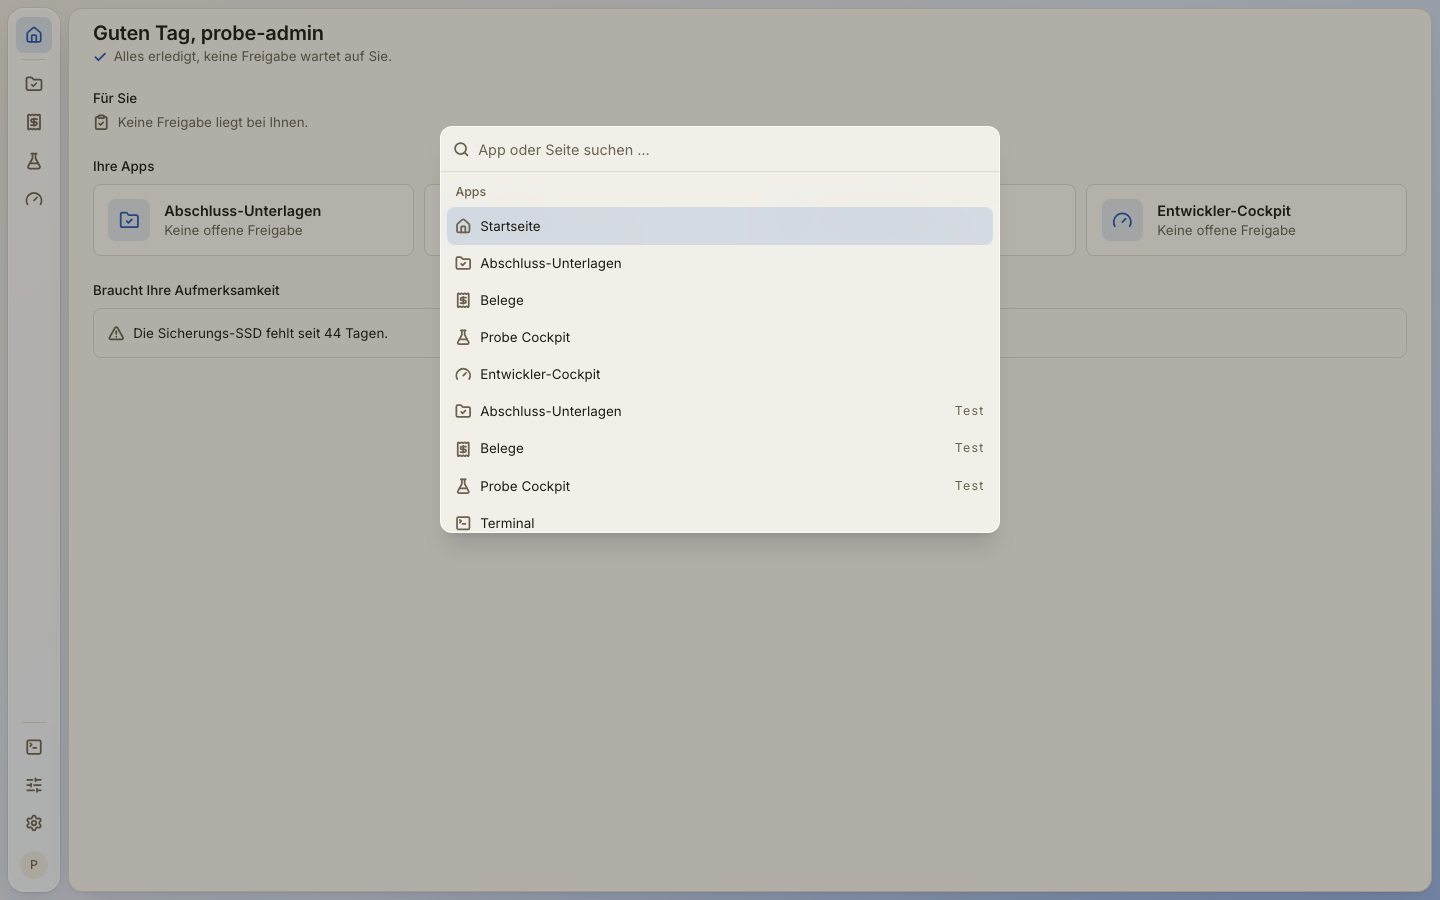 Guten Tag, probe-admin
Alles erledigt, keine Freigabe wartet auf Sie.
Für Sie
Keine Freigabe liegt bei Ihnen.
Ihre Apps
Abschluss-Unterlagen
Keine offene Freigabe
Entwickler-Cockpit
Keine offene Freigabe
Braucht Ihre Aufmerksamkeit
Die Sicherungs-SSD fehlt seit 44 Tagen.
App oder Seite suchen ...
Apps
Startseite
Abschluss-Unterlagen
Belege
Probe Cockpit
Entwickler-Cockpit
Abschluss-Unterlagen Test
Belege Test
Probe Cockpit Test
Terminal
P